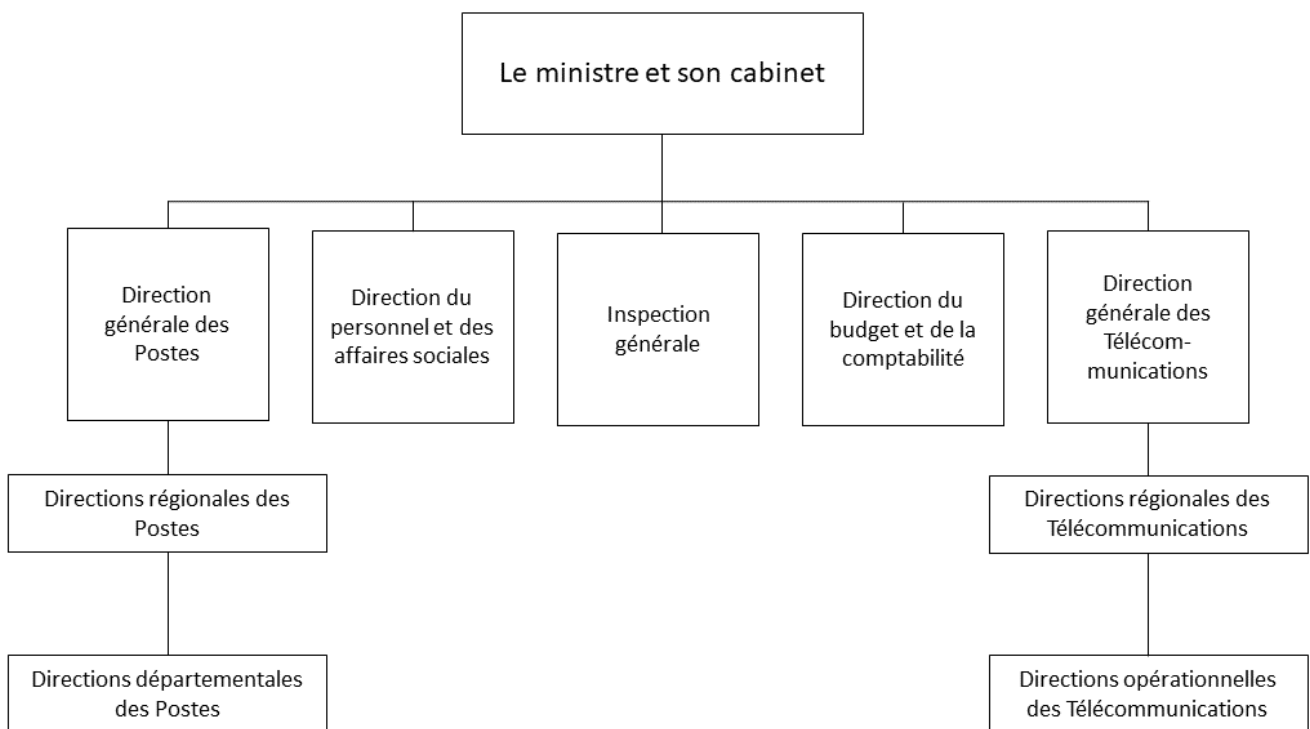 Le ministre et son cabinet
Direction
générale des
Postes
Direction du
personnel et des
affaires sociales
Inspection
générale
Direction du
budget et de la
comptabilité
Direction
générale des
Télécom-
munications
Directions régionales des
Postes
Directions régionales des
Télécommunications
Directions départementales
des Postes
Directions opérationnelles
des Télécommunications